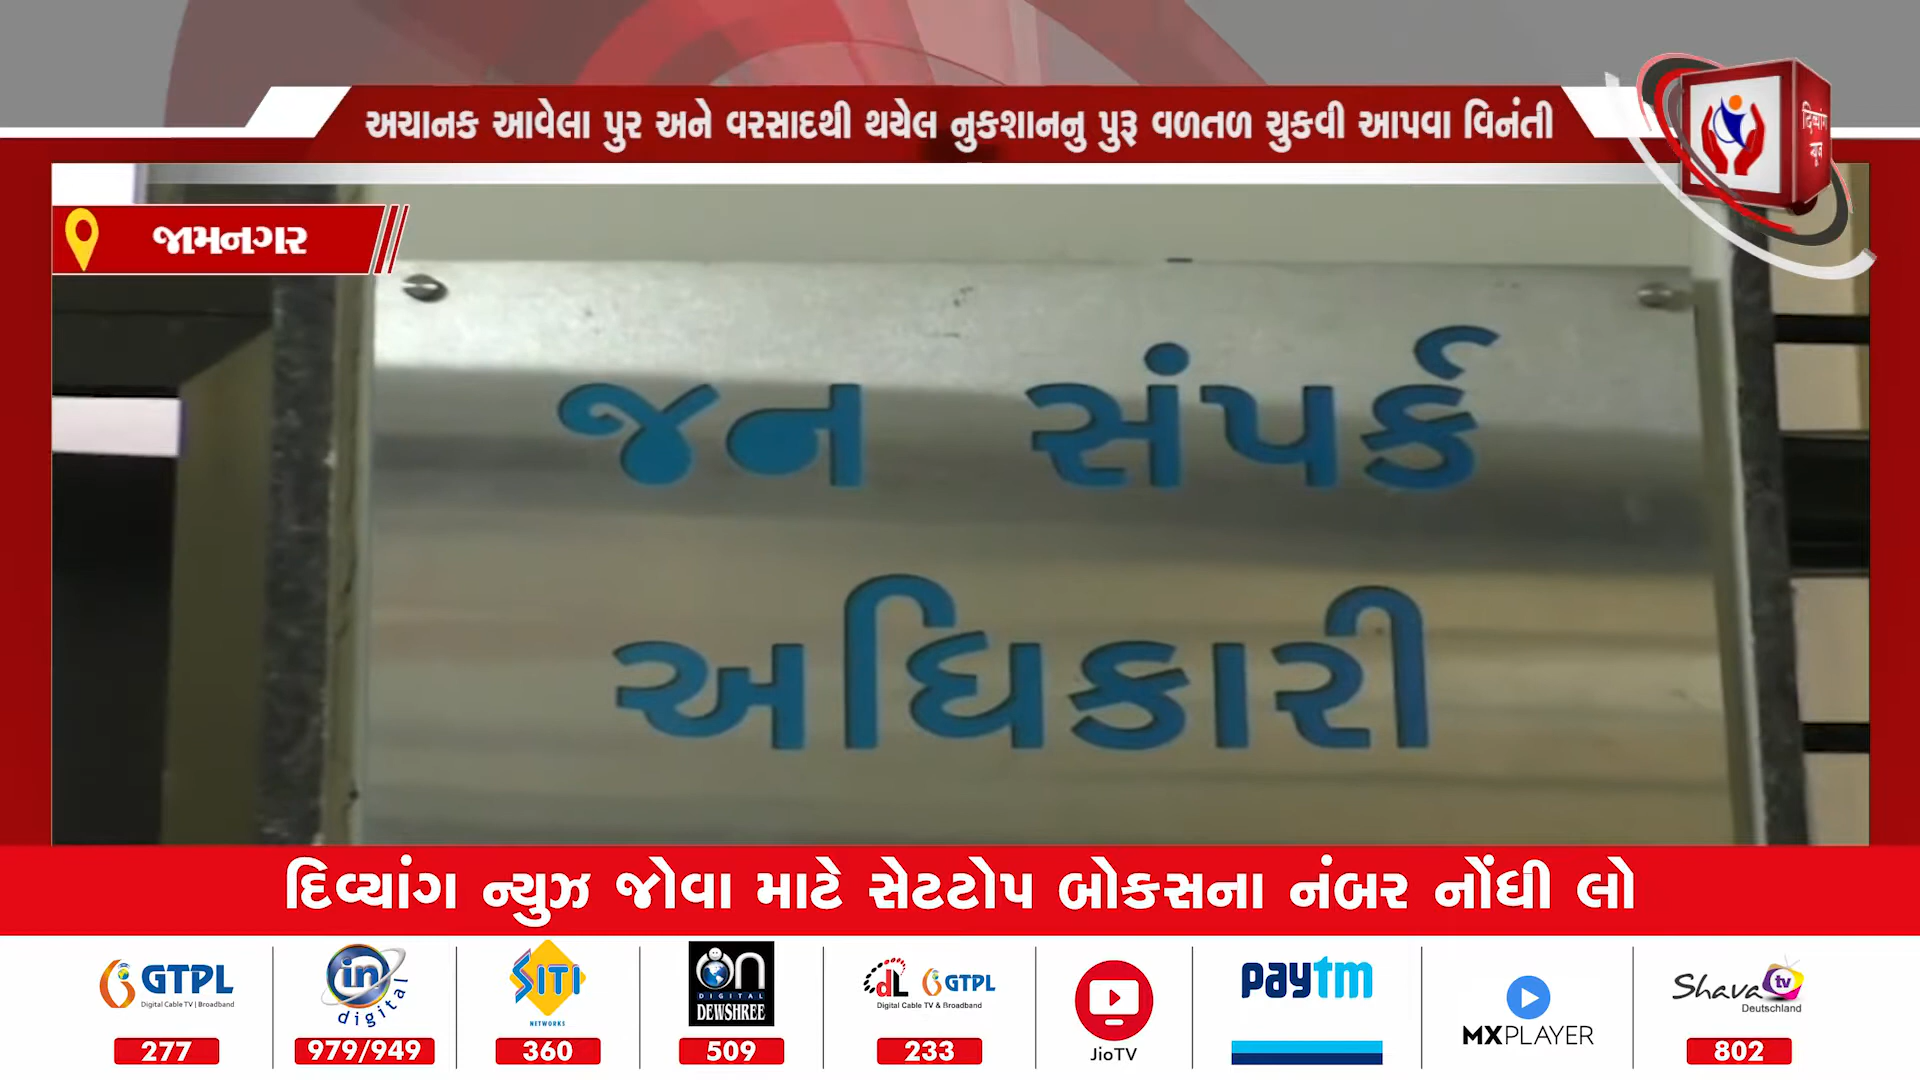 અચાનક આવેલા પુર અને વરસાદથી થયેલ નુકશાનનુ પુરૂ વળતળ ચુકવી આપવા વિનંતી
દિવ્યાંગ
ન્યૂઝ
જામનગર
જન સંપર્ક
અધિકારી
દિવ્યાંગ ન્યુઝ જોવા માટે સેટટોપ બોકસના નંબર નોંધી લો
GTPL
Digital Cable TV | Broadband
277
in
digital
979/949
SITI
NETWORKS
360
ON
DIGITAL
DEWSHREE
509
dL GTPL
Digital Cable TV & Broadband
233
JioTV
paytm
MXPLAYER
Shava tv
Deutschland
802